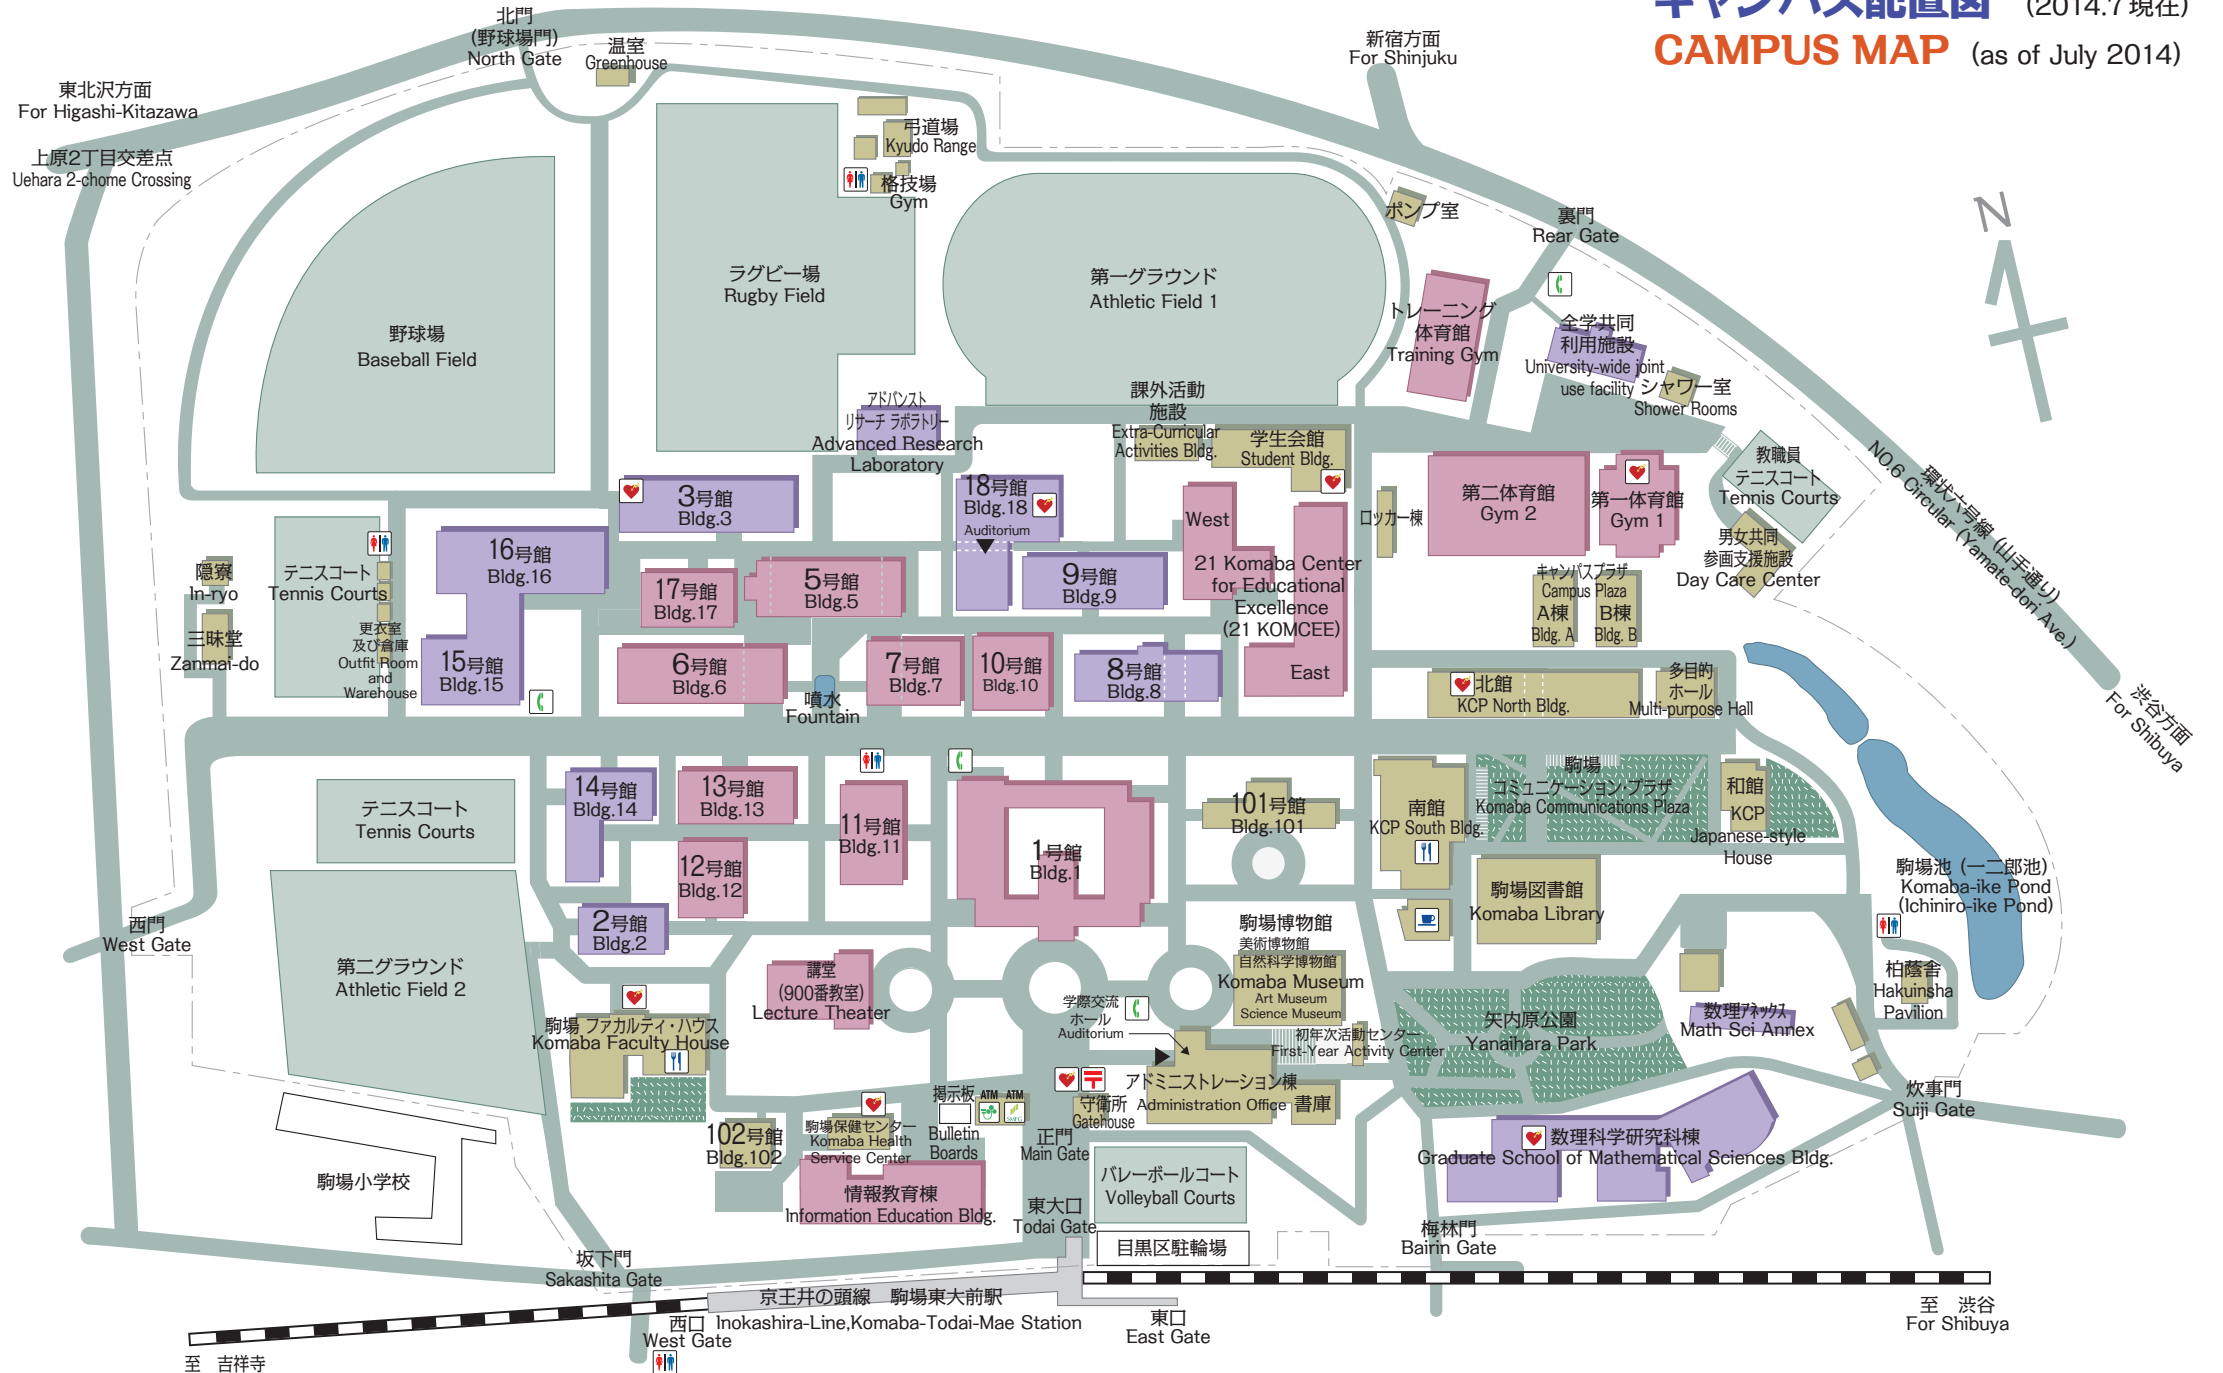 キャンパス配置図 (2014.7現在)
CAMPUS MAP (as of July 2014)
北門
(野球場門)
North Gate
温室
Greenhouse
新宿方面
For Shinjuku
東北沢方面
For Higashi-Kitazawa
上原2丁目交差点
Uehara 2-chome Crossing
弓道場
Kyudo Range
格技場
Gym
ポンプ室
裏門
Rear Gate
N
ラグビー場
Rugby Field
第一グラウンド
Athletic Field 1
野球場
Baseball Field
トレーニング
体育館
Training Gym
全学共同
利用施設
University-wide joint
use facility
シャワー室
Shower Rooms
アドバンスト
リサーチ ラボラトリー
Advanced Research
Laboratory
課外活動
施設
Extra-Curricular
Activities Bldg.
学生会館
Student Bldg.
教職員
テニスコート
Tennis Courts
環状六号線 (山手通り)
NO.6 Circular (Yamate-dori Ave.)
3号館
Bldg.3
18号館
Bldg.18
Auditorium
West
ロッカー棟
第二体育館
Gym 2
第一体育館
Gym 1
男女共同
参画支援施設
Day Care Center
隠寮
In-ryo
テニスコート
Tennis Courts
16号館
Bldg.16
17号館
Bldg.17
5号館
Bldg.5
9号館
Bldg.9
21 Komaba Center
for Educational
Excellence
(21 KOMCEE)
East
キャンパスプラザ
Campus Plaza
A棟
Bldg. A
B棟
Bldg. B
三昧堂
Zanmai-do
更衣室
及び倉庫
Outfit Room
and
Warehouse
15号館
Bldg.15
6号館
Bldg.6
噴水
Fountain
7号館
Bldg.7
10号館
Bldg.10
8号館
Bldg.8
北館
KCP North Bldg.
多目的
ホール
Multi-purpose Hall
渋谷方面
For Shibuya
テニスコート
Tennis Courts
14号館
Bldg.14
13号館
Bldg.13
11号館
Bldg.11
12号館
Bldg.12
1号館
Bldg.1
101号館
Bldg.101
南館
KCP South Bldg.
駒場
コミュニケーション・プラザ
Komaba Communications Plaza
和館
KCP
Japanese-style
House
駒場池 (一二郎池)
Komaba-ike Pond
(Ichiniro-ike Pond)
西門
West Gate
2号館
Bldg.2
駒場図書館
Komaba Library
第二グラウンド
Athletic Field 2
講堂
(900番教室)
Lecture Theater
駒場博物館
美術博物館
自然科学博物館
Komaba Museum
Art Museum
Science Museum
柏蔭舎
Hakuinsha
Pavilion
駒場 ファカルティ・ハウス
Komaba Faculty House
学際交流
ホール
Auditorium
初年次活動センター
First-Year Activity Center
矢内原公園
Yanaihara Park
数理アネックス
Math Sci Annex
アドミニストレーション棟
Administration Office
書庫
炊事門
Suiji Gate
掲示板
Bulletin
Boards
ATM
ATM
SMFG
守衛所
Gatehouse
正門
Main Gate
102号館
Bldg.102
駒場保健センター
Komaba Health
Service Center
情報教育棟
Information Education Bldg.
バレーボールコート
Volleyball Courts
数理科学研究科棟
Graduate School of Mathematical Sciences Bldg.
駒場小学校
東大口
Todai Gate
目黒区駐輪場
梅林門
Bairin Gate
坂下門
Sakashita Gate
京王井の頭線 駒場東大前駅
Inokashira-Line,Komaba-Todai-Mae Station
西口
West Gate
東口
East Gate
至 渋谷
For Shibuya
至 吉祥寺